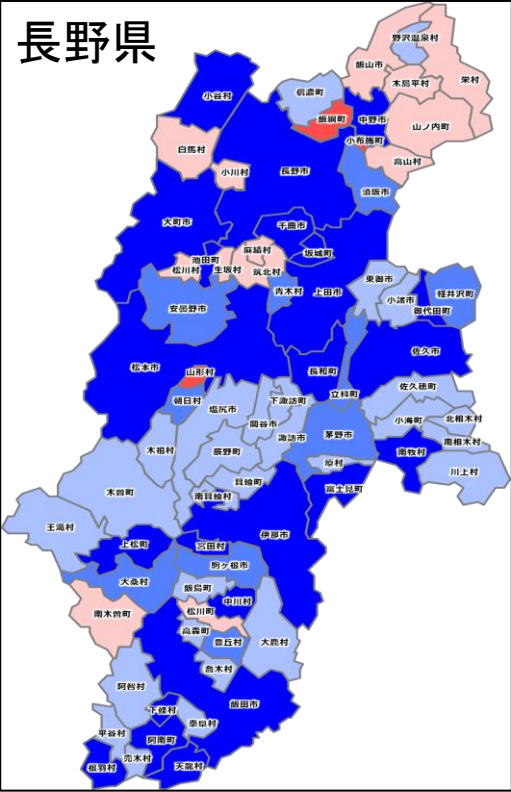 長野県
野沢温泉村
飯山市
栄村
木島平村
小谷村
信濃町
飯綱町
中野市
山ノ内町
小布施町
白馬村
小川村
長野市
高山村
須坂市
大町市
千曲市
麻績村
坂城町
池田町
松川村
生坂村
筑北村
青木村
上田市
東御市
小諸市
軽井沢町
御代田町
安曇野市
松本市
山形村
長和町
佐久市
朝日村
塩尻市
下諏訪町
立科町
佐久穂町
岡谷市
小海町
北相木村
木祖村
辰野町
諏訪市
茅野市
南相木村
南牧村
原村
川上村
箕輪町
木曽町
南箕輪村
富士見町
王滝村
伊那市
上松町
宮田村
駒ヶ根市
大桑村
飯島町
中川村
南木曽町
松川町
高森町
豊丘村
大鹿村
喬木村
阿智村
飯田市
下條村
泰阜村
平谷村
阿南町
売木村
根羽村
天龍村